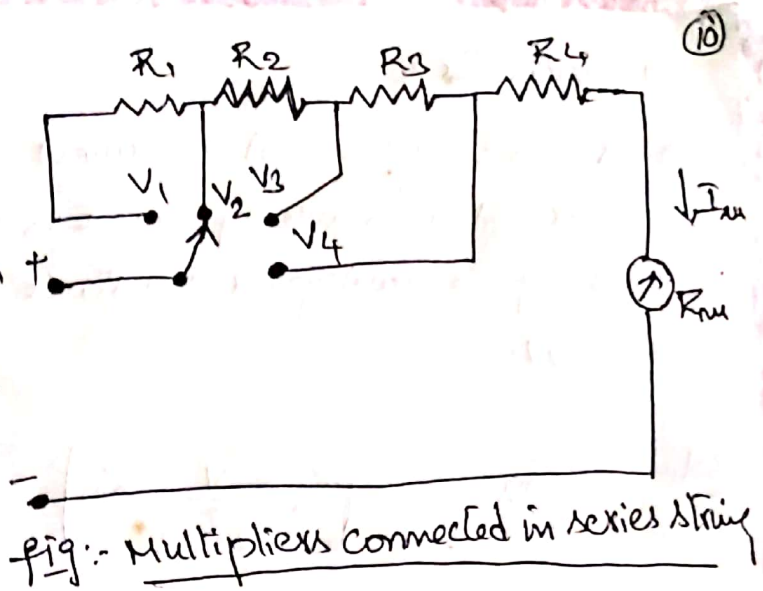 10
R1 R2 R3 R4
V1 V2 V3
V4
Im
+
Rm
-
fig:- Multipliers connected in series string